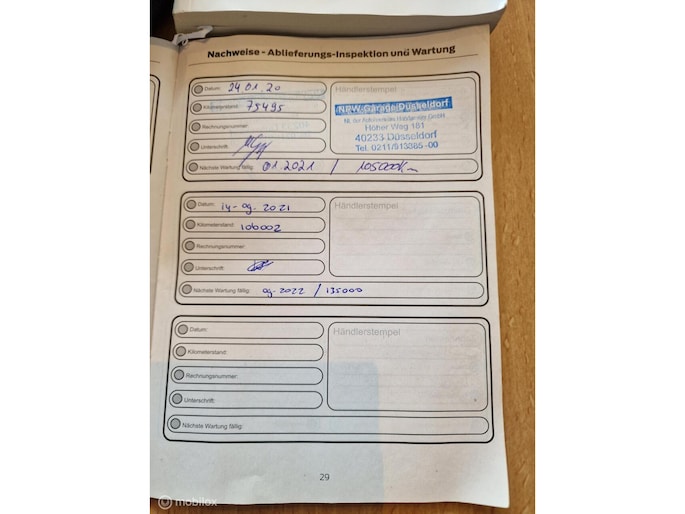 Nachweise - Ablieferungs-Inspektion und Wartung
Datum: 24.01.20
Kilometerstand: 75495
Rechnungsnummer:
Unterschrift:
Nächste Wartung fällig: 01.2021 / 105000Km
Händlerstempel
NRW Garage Düsseldorf
Höher Weg 181
40233 Düsseldorf
Tel. 0211/913385-00
Datum: 14-09-2021
Kilometerstand: 106002
Rechnungsnummer:
Unterschrift:
Nächste Wartung fällig: 09-2022 / 135000
Händlerstempel
Datum:
Kilometerstand:
Rechnungsnummer:
Unterschrift:
Nächste Wartung fällig:
Händlerstempel
29
mobilex